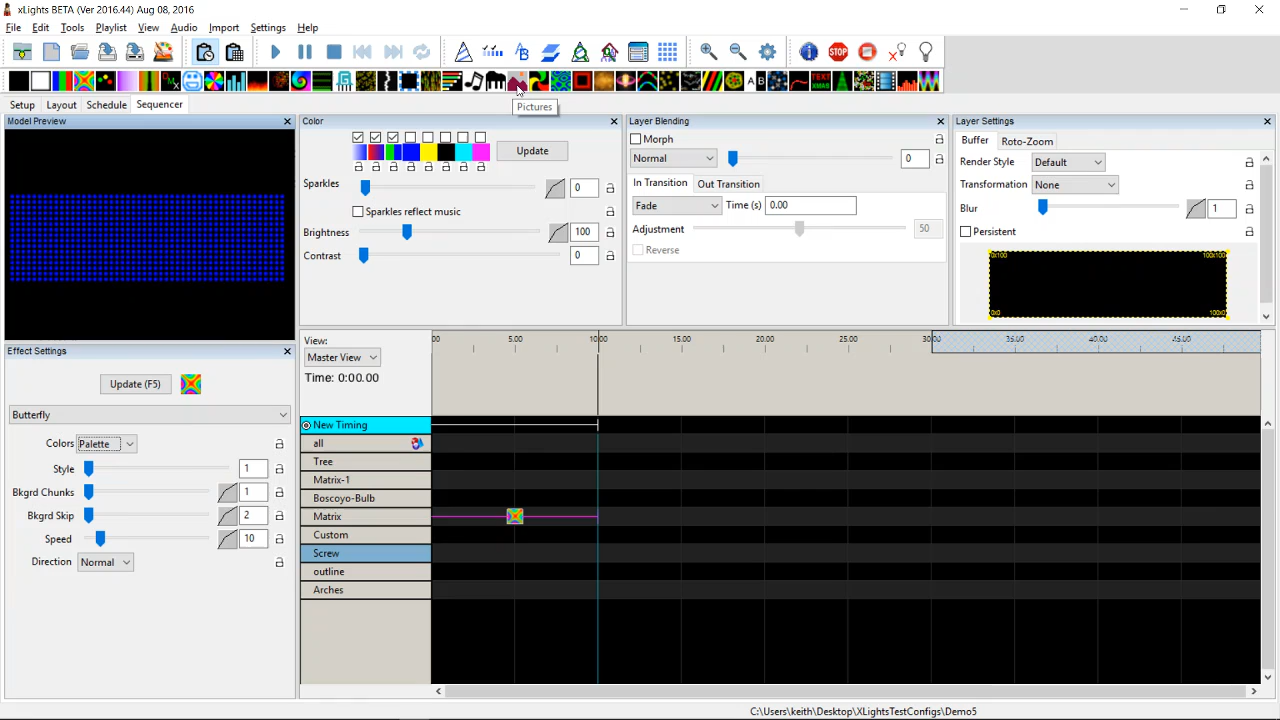 xLights BETA (Ver 2016.44) Aug 08, 2016
File Edit Tools Playlist View Audio Import Settings Help
Setup Layout Schedule Sequencer
Pictures
Model Preview
Color
Update
Sparkles 0
Sparkles reflect music
Brightness 100
Contrast 0
Layer Blending
Morph
Normal 0
In Transition Out Transition
Fade Time (s) 0.00
Adjustment 50
Reverse
Layer Settings
Buffer Roto-Zoom
Render Style Default
Transformation None
Blur 1
Persistent
0x100 100x100
0x0 100x0
Effect Settings
Update (F5)
Butterfly
Colors Palette
Style 1
Bkgrd Chunks 1
Bkgrd Skip 2
Speed 10
Direction Normal
View:
Master View
Time: 0:00.00
00 5.00 10.00 15.00 20.00 25.00 30.00 35.00 40.00 45.00
New Timing
all
Tree
Matrix-1
Boscoyo-Bulb
Matrix
Custom
Screw
outline
Arches
C:\Users\keith\Desktop\XLightsTestConfigs\Demo5